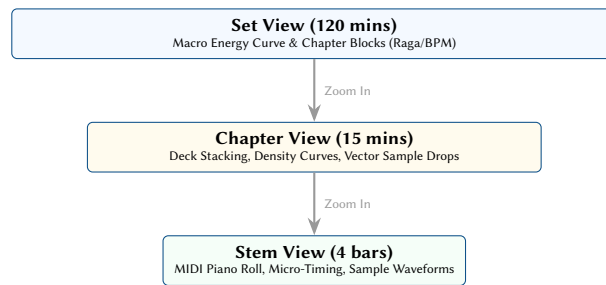 Set View (120 mins)
Macro Energy Curve & Chapter Blocks (Raga/BPM)
Zoom In
Chapter View (15 mins)
Deck Stacking, Density Curves, Vector Sample Drops
Zoom In
Stem View (4 bars)
MIDI Piano Roll, Micro-Timing, Sample Waveforms